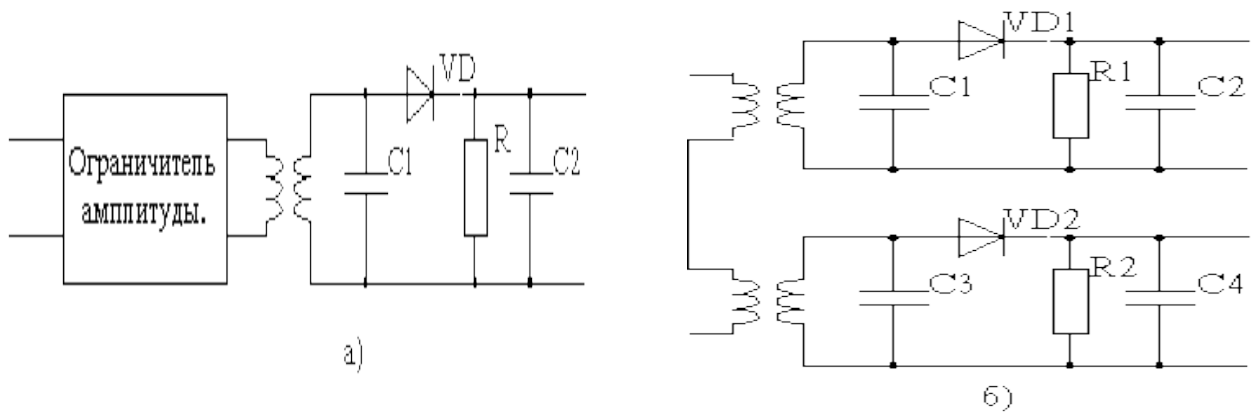 Ограничитель
амплитуды.
VD
C1
R
C2
а)
VD1
C1
R1
C2
VD2
C3
R2
C4
б)